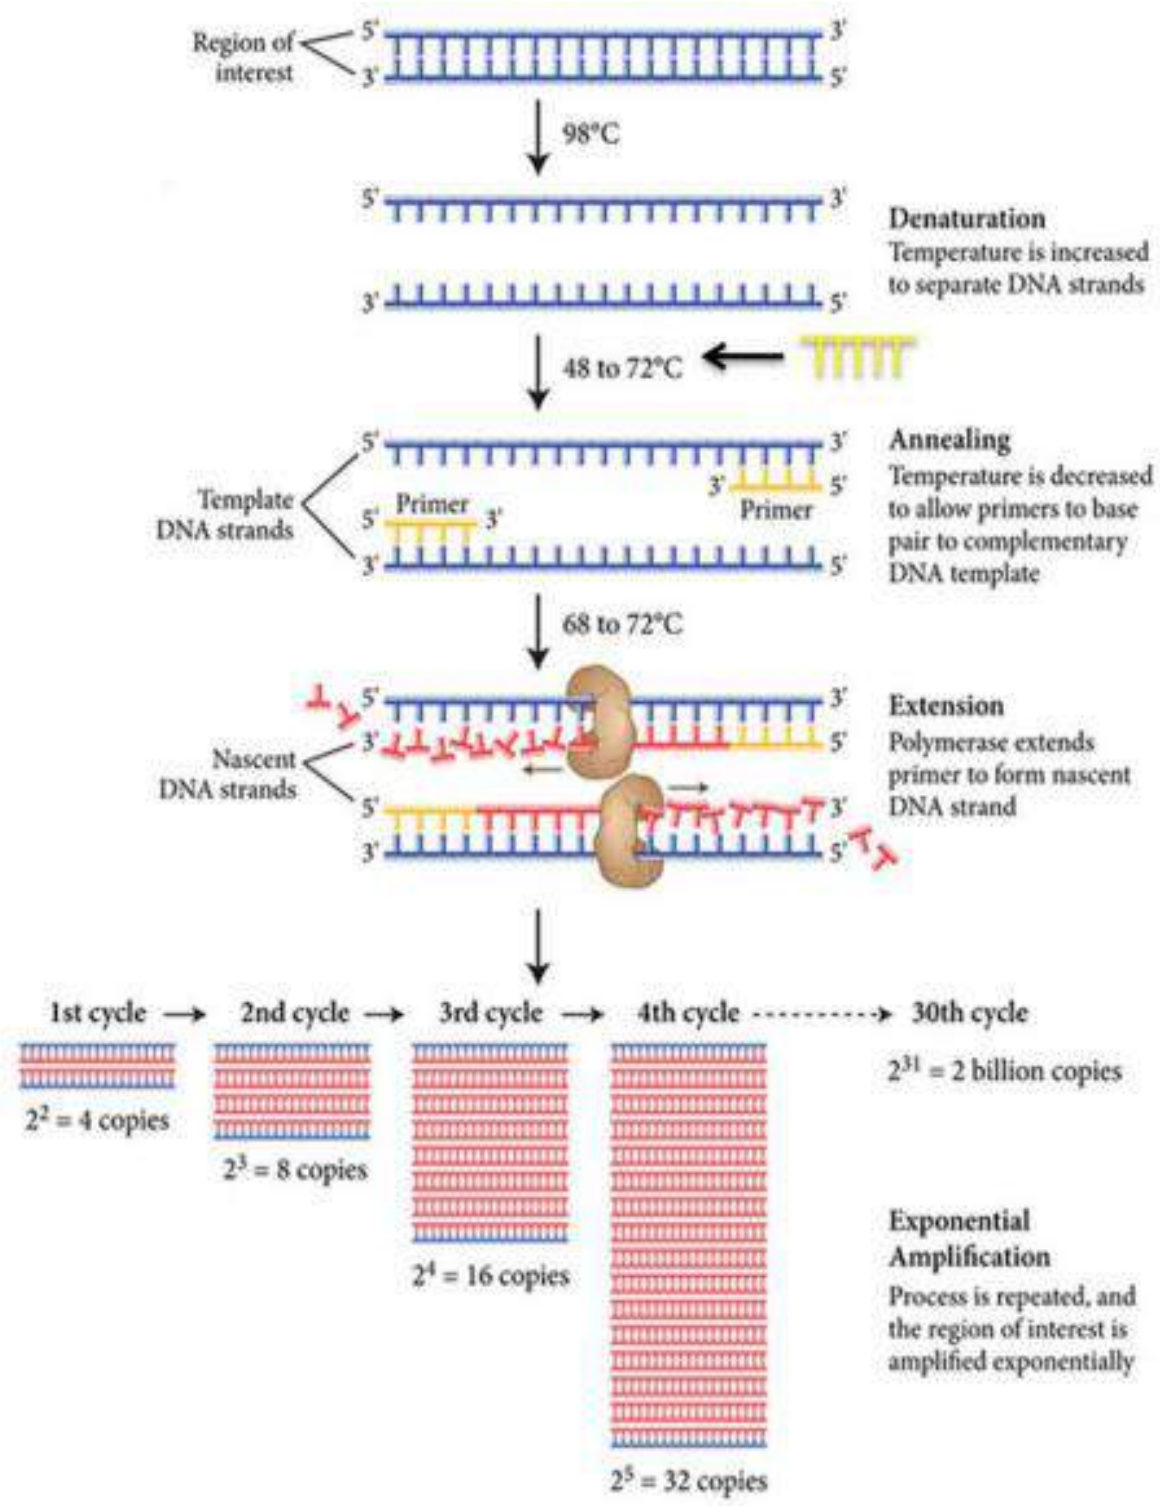 5'
3'
Region of
interest
3'
5'
98°C
5'
3'
Denaturation
Temperature is increased
to separate DNA strands
3'
5'
48 to 72°C
5'
3'
Annealing
Temperature is decreased
to allow primers to base
pair to complementary
DNA template
3'
5'
Primer
Template
DNA strands
Primer
5'
3'
3'
5'
68 to 72°C
5'
3'
Extension
Polymerase extends
primer to form nascent
DNA strand
3'
5'
Nascent
DNA strands
5'
3'
3'
5'
1st cycle
2nd cycle
3rd cycle
4th cycle
30th cycle
2³¹ = 2 billion copies
2² = 4 copies
2³ = 8 copies
2⁴ = 16 copies
2⁵ = 32 copies
Exponential
Amplification
Process is repeated, and
the region of interest is
amplified exponentially